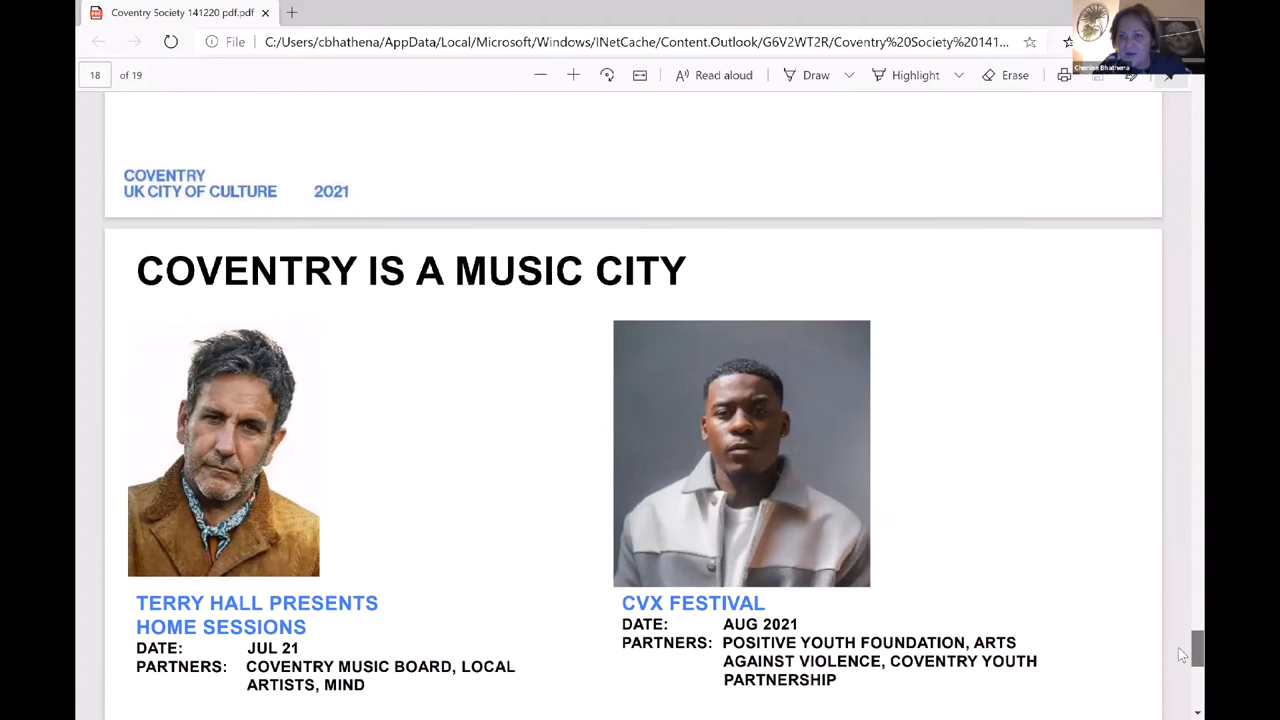 Coventry Society 141220 pdf.pdf
File C:/Users/cbhathena/AppData/Local/Microsoft/Windows/INetCache/Content.Outlook/G6V2WT2R/Coventry%20Society%20141...
18 of 19 Read aloud Draw Highlight Erase
Chenine Bhathena
COVENTRY
UK CITY OF CULTURE 2021
COVENTRY IS A MUSIC CITY
TERRY HALL PRESENTS
HOME SESSIONS
DATE: JUL 21
PARTNERS: COVENTRY MUSIC BOARD, LOCAL
ARTISTS, MIND
CVX FESTIVAL
DATE: AUG 2021
PARTNERS: POSITIVE YOUTH FOUNDATION, ARTS
AGAINST VIOLENCE, COVENTRY YOUTH
PARTNERSHIP